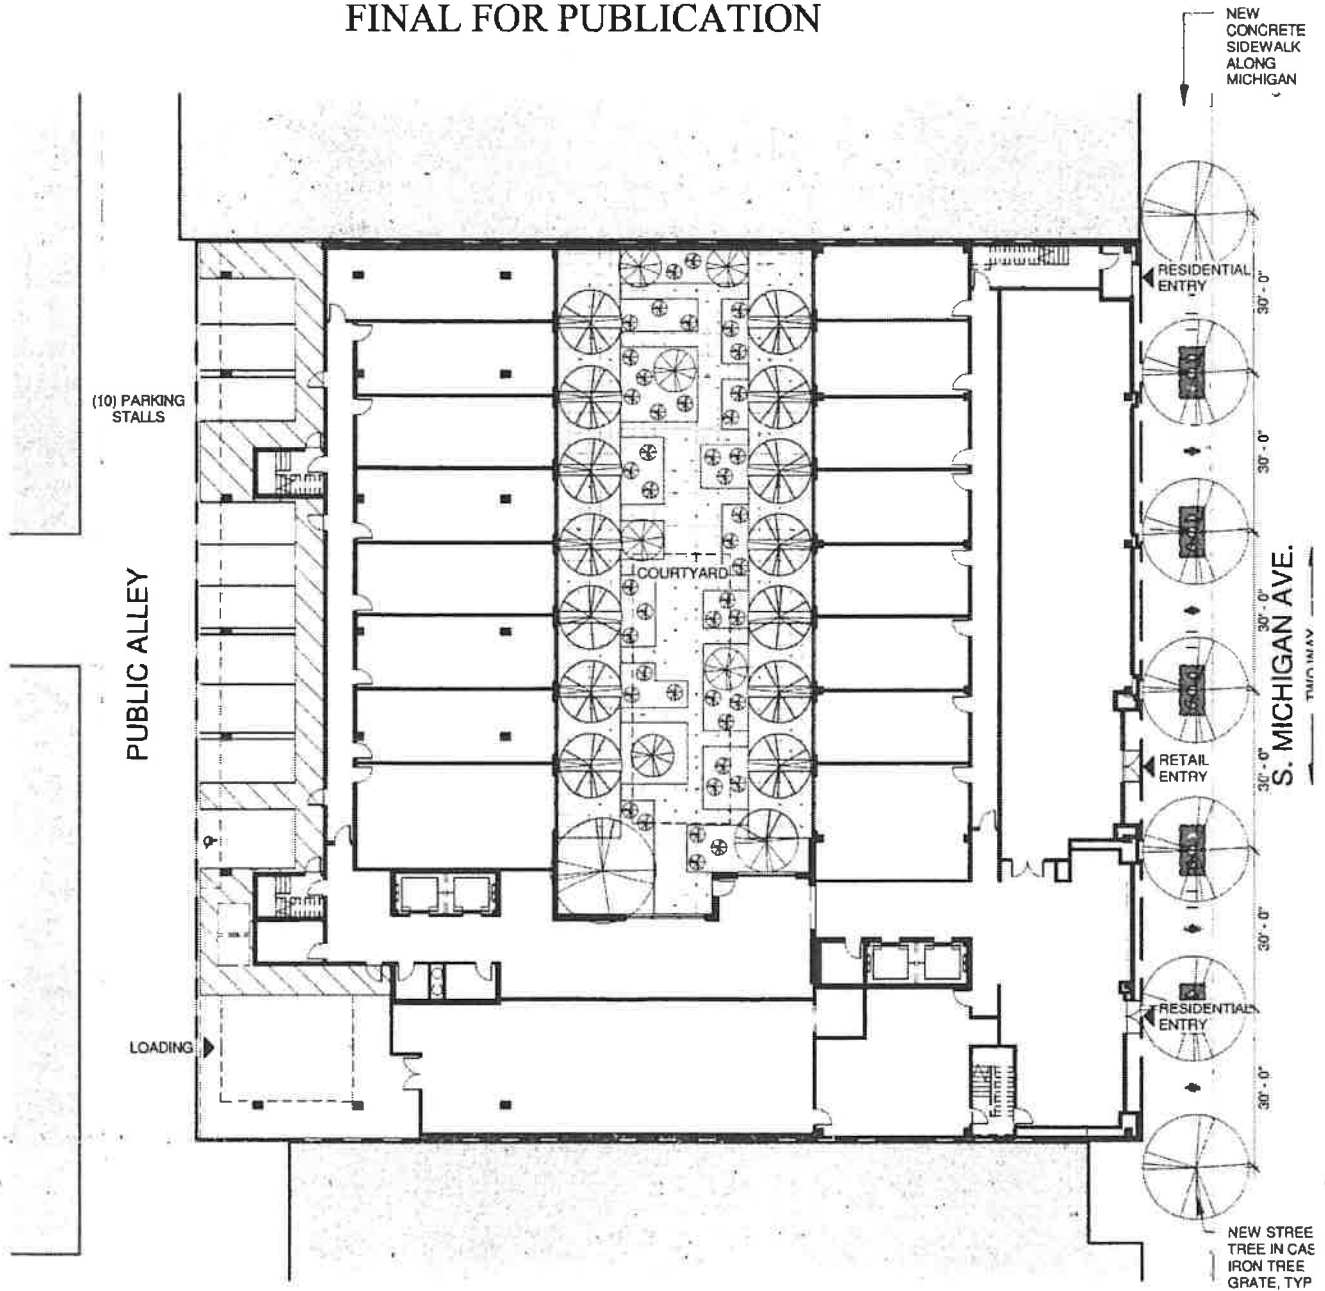 FINAL FOR PUBLICATION
NEW
CONCRETE
SIDEWALK
ALONG
MICHIGAN
RESIDENTIAL
ENTRY
30' - 0"
(10) PARKING
STALLS
30' - 0"
COURTYARD
30' - 0"
PUBLIC ALLEY
S. MICHIGAN AVE.
TWO WAY
RETAIL
ENTRY
30' - 0"
30' - 0"
RESIDENTIAL
ENTRY
LOADING
30' - 0"
NEW STREE
TREE IN CAS
IRON TREE
GRATE, TYP